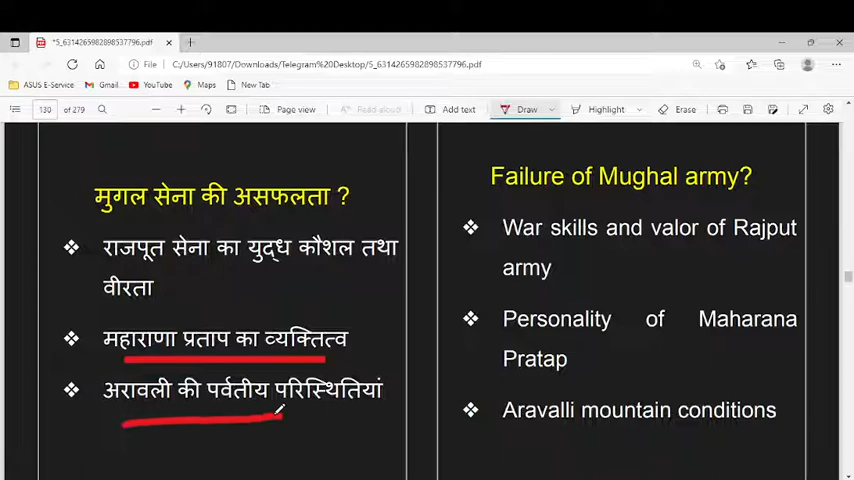 *5_6314265982898537796.pdf
File C:/Users/91807/Downloads/Telegram%20Desktop/5_6314265982898537796.pdf
ASUS E-Service Gmail YouTube Maps New Tab
130 of 279 Page view Read aloud Add text Draw Highlight Erase
मुगल सेना की असफलता ?
❖ राजपूत सेना का युद्ध कौशल तथा
वीरता
❖ महाराणा प्रताप का व्यक्तित्व
❖ अरावली की पर्वतीय परिस्थितियां
Failure of Mughal army?
❖ War skills and valor of Rajput
army
❖ Personality of Maharana
Pratap
❖ Aravalli mountain conditions